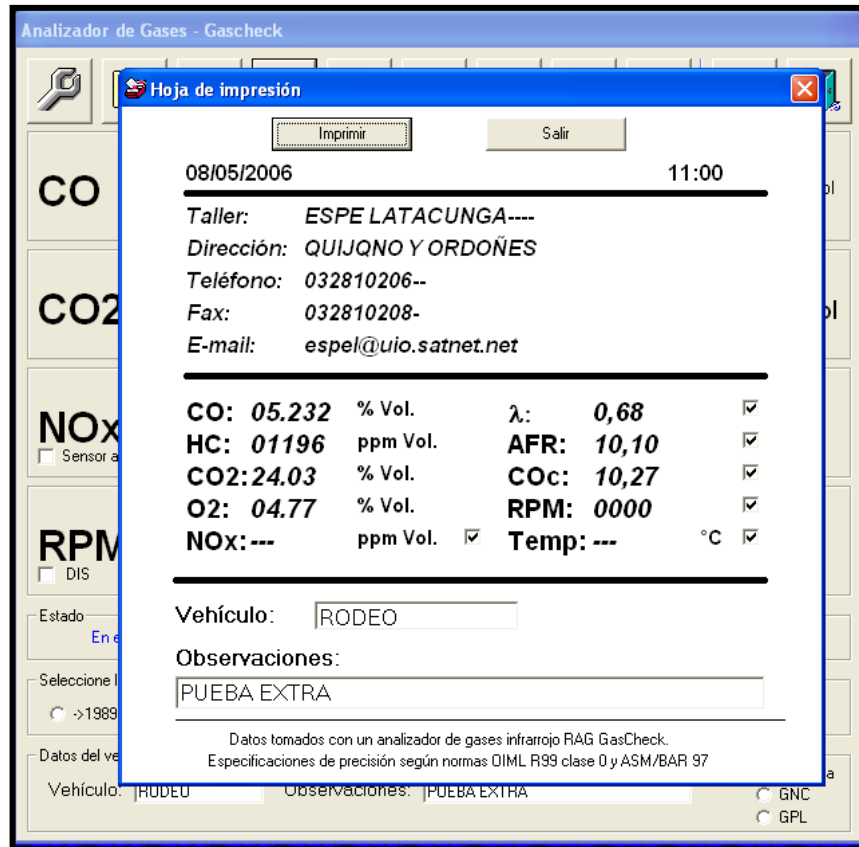 Analizador de Gases - Gascheck
Hoja de impresión
Imprimir
Salir
08/05/2006 11:00
Taller: ESPE LATACUNGA----
Dirección: QUIJQNO Y ORDOÑES
Teléfono: 032810206--
Fax: 032810208-
E-mail: espel@uio.satnet.net
CO: 05.232 % Vol. λ: 0,68
HC: 01196 ppm Vol. AFR: 10,10
CO2: 24.03 % Vol. COc: 10,27
O2: 04.77 % Vol. RPM: 0000
NOx: --- ppm Vol. Temp: --- °C
Vehículo: RODEO
Observaciones:
PUEBA EXTRA
Datos tomados con un analizador de gases infrarrojo RAG GasCheck.
Especificaciones de precisión según normas OIML R99 clase 0 y ASM/BAR 97
CO
CO2
NOx
Sensor
RPM
DIS
Estado
Seleccione
->1989
Datos del
Vehículo: RODEO Observaciones: PUEBA EXTRA
GNC
GPL